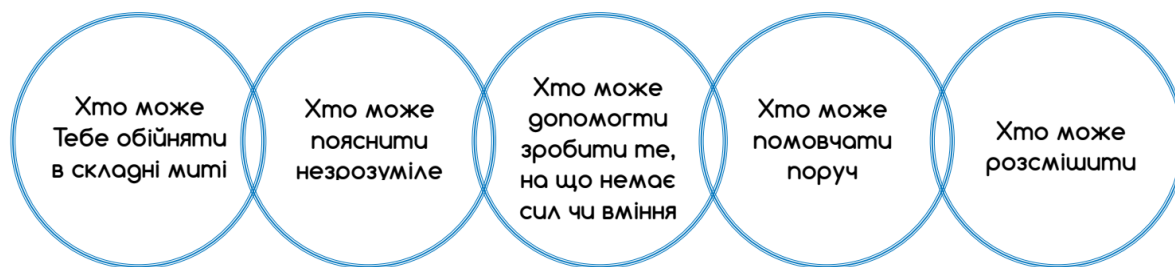 Хто може
Тебе обійняти
в складні миті
Хто може
пояснити
незрозуміле
Хто може
допомогти
зробити те,
на що немає
сил чи вміння
Хто може
помовчати
поруч
Хто може
розсмішити